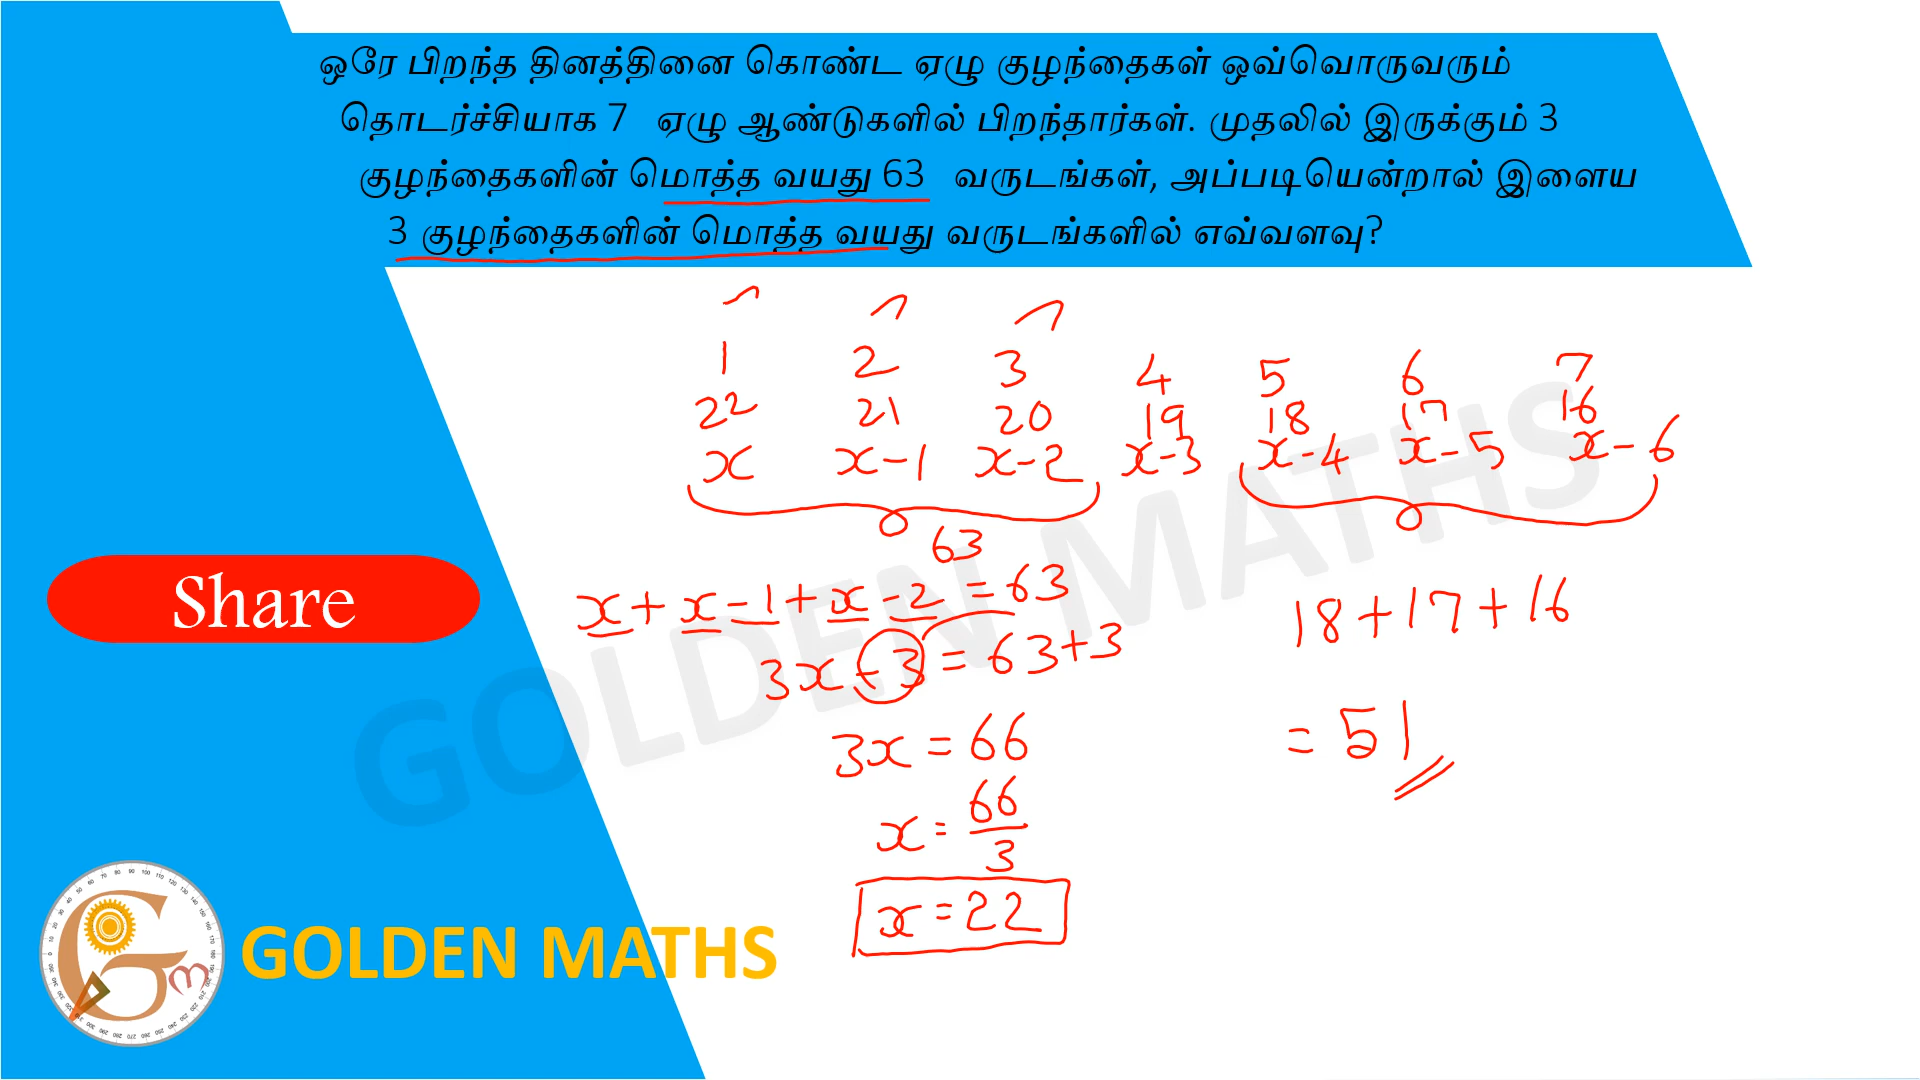 ஒரே பிறந்த தினத்தினை கொண்ட ஏழு குழந்தைகள் ஒவ்வொருவரும்
தொடர்ச்சியாக 7 ஏழு ஆண்டுகளில் பிறந்தார்கள். முதலில் இருக்கும் 3
குழந்தைகளின் மொத்த வயது 63 வருடங்கள், அப்படியென்றால் இளைய
3 குழந்தைகளின் மொத்த வயது வருடங்களில் எவ்வளவு?
1 2 3 4 5 6 7
22 21 20 19 18 17 16
x x-1 x-2 x-3 x-4 x-5 x-6
63
x+x-1+x-2=63
3x-3=63+3
3x=66
x=66/3
x=22
18+17+16
=51
Share
GOLDEN MATHS
Gm
GOLDEN MATHS